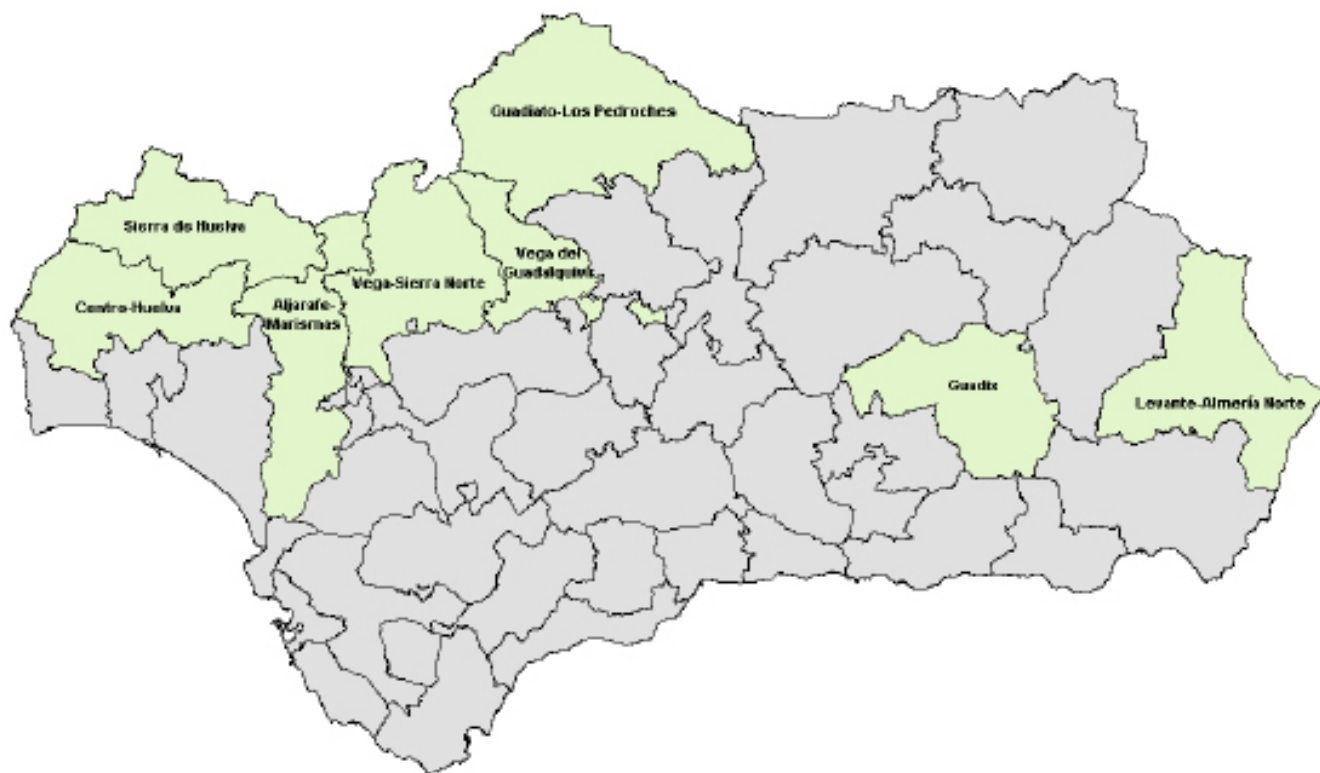 Guadiato-Los Pedroches
Sierra de Huelva
Vega del
Guadalquivir
Vega-Sierra Norte
Centro-Huelva
Aljarafe-
Marismas
Guadix
Levante-Almería Norte